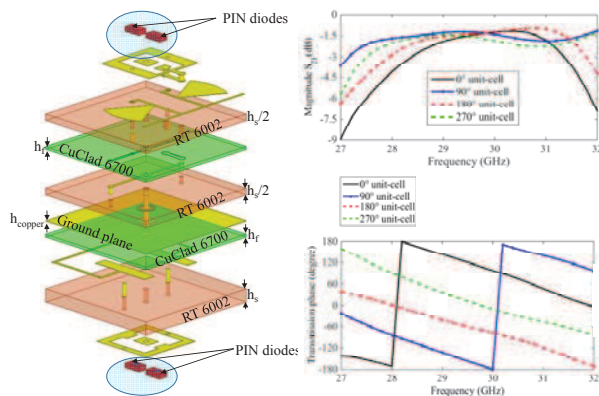 PIN diodes
h_s/2
RT 6002
h_f
CuClad 6700
h_s/2
RT 6002
h_copper
Ground plane
CuClad 6700
h_f
h_s
RT 6002
PIN diodes
Magnitude S_21 (dB)
0
-1.5
-3
-4.5
-6
-7.5
-9
0° unit-cell
90° unit-cell
180° unit-cell
270° unit-cell
27 28 29 30 31 32
Frequency (GHz)
0° unit-cell
90° unit-cell
180° unit-cell
270° unit-cell
Transmission phase (degree)
180
120
60
0
-60
-120
-180
27 28 29 30 31 32
Frequency (GHz)